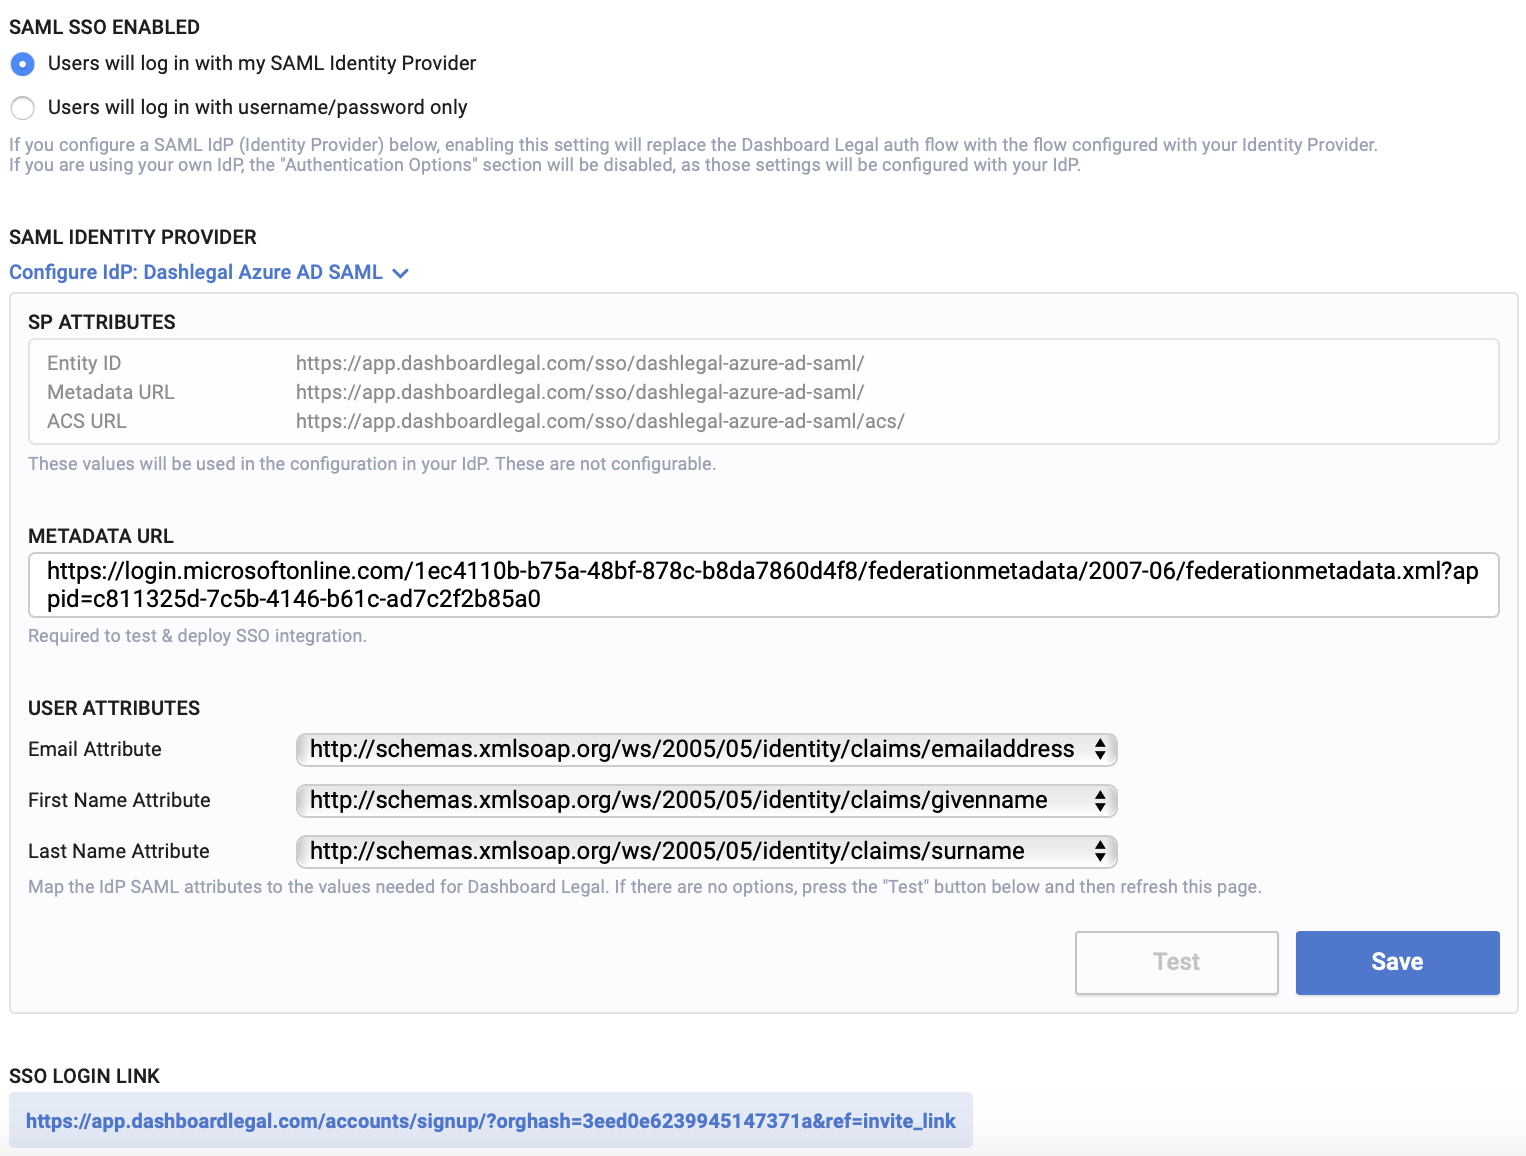 SAML SSO ENABLED
Users will log in with my SAML Identity Provider
Users will log in with username/password only
If you configure a SAML IdP (Identity Provider) below, enabling this setting will replace the Dashboard Legal auth flow with the flow configured with your Identity Provider.
If you are using your own IdP, the "Authentication Options" section will be disabled, as those settings will be configured with your IdP.
SAML IDENTITY PROVIDER
Configure IdP: Dashlegal Azure AD SAML
SP ATTRIBUTES
Entity ID https://app.dashboardlegal.com/sso/dashlegal-azure-ad-saml/
Metadata URL https://app.dashboardlegal.com/sso/dashlegal-azure-ad-saml/
ACS URL https://app.dashboardlegal.com/sso/dashlegal-azure-ad-saml/acs/
These values will be used in the configuration in your IdP. These are not configurable.
METADATA URL
https://login.microsoftonline.com/1ec4110b-b75a-48bf-878c-b8da7860d4f8/federationmetadata/2007-06/federationmetadata.xml?ap
pid=c811325d-7c5b-4146-b61c-ad7c2f2b85a0
Required to test & deploy SSO integration.
USER ATTRIBUTES
Email Attribute http://schemas.xmlsoap.org/ws/2005/05/identity/claims/emailaddress
First Name Attribute http://schemas.xmlsoap.org/ws/2005/05/identity/claims/givenname
Last Name Attribute http://schemas.xmlsoap.org/ws/2005/05/identity/claims/surname
Map the IdP SAML attributes to the values needed for Dashboard Legal. If there are no options, press the "Test" button below and then refresh this page.
Test Save
SSO LOGIN LINK
https://app.dashboardlegal.com/accounts/signup/?orghash=3eed0e6239945147371a&ref=invite_link